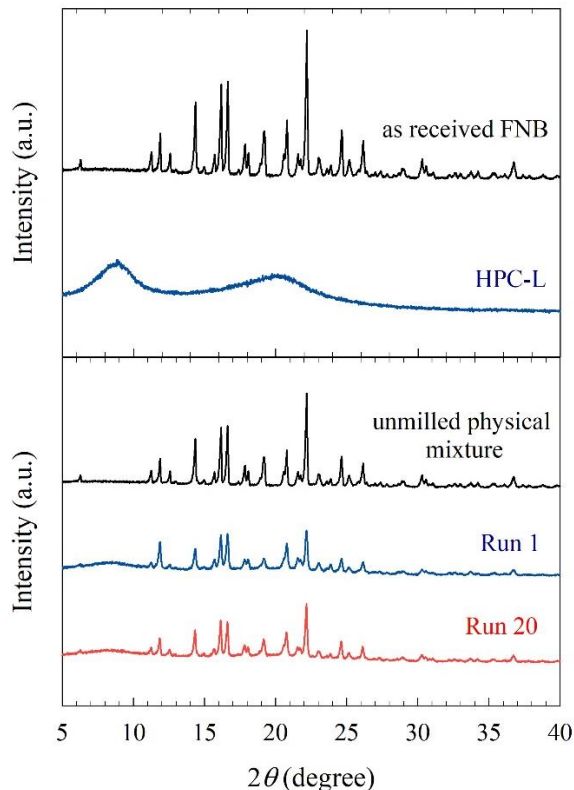 Intensity (a.u.)
as received FNB
HPC-L
Intensity (a.u.)
unmilled physical
mixture
Run 1
Run 20
5 10 15 20 25 30 35 40
2θ (degree)